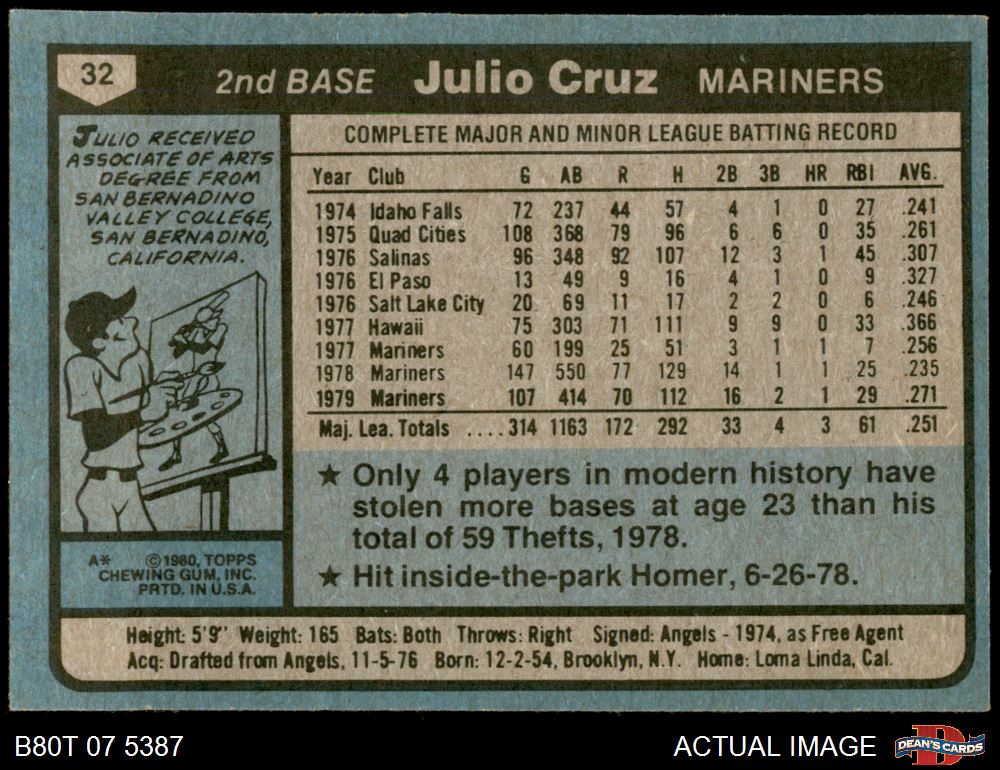 32
2nd BASE Julio Cruz MARINERS
JULIO RECEIVED
ASSOCIATE OF ARTS
DEGREE FROM
SAN BERNADINO
VALLEY COLLEGE,
SAN BERNADINO,
CALIFORNIA.
A* ©1980, TOPPS
CHEWING GUM, INC.
PRTD. IN U.S.A.
COMPLETE MAJOR AND MINOR LEAGUE BATTING RECORD
Year Club G AB R H 2B 3B HR RBI AVG.
1974 Idaho Falls 72 237 44 57 4 1 0 27 .241
1975 Quad Cities 108 368 79 96 6 6 0 35 .261
1976 Salinas 96 348 92 107 12 3 1 45 .307
1976 El Paso 13 49 9 16 4 1 0 9 .327
1976 Salt Lake City 20 69 11 17 2 2 0 6 .246
1977 Hawaii 75 303 71 111 9 9 0 33 .366
1977 Mariners 60 199 25 51 3 1 1 7 .256
1978 Mariners 147 550 77 129 14 1 1 25 .235
1979 Mariners 107 414 70 112 16 2 1 29 .271
Maj. Lea. Totals ....314 1163 172 292 33 4 3 61 .251
★ Only 4 players in modern history have
stolen more bases at age 23 than his
total of 59 Thefts, 1978.
★ Hit inside-the-park Homer, 6-26-78.
Height: 5'9" Weight: 165 Bats: Both Throws: Right Signed: Angels - 1974, as Free Agent
Acq: Drafted from Angels, 11-5-76 Born: 12-2-54, Brooklyn, N.Y. Home: Loma Linda, Cal.
B80T 07 5387
ACTUAL IMAGE
D
DEAN'S CARDS